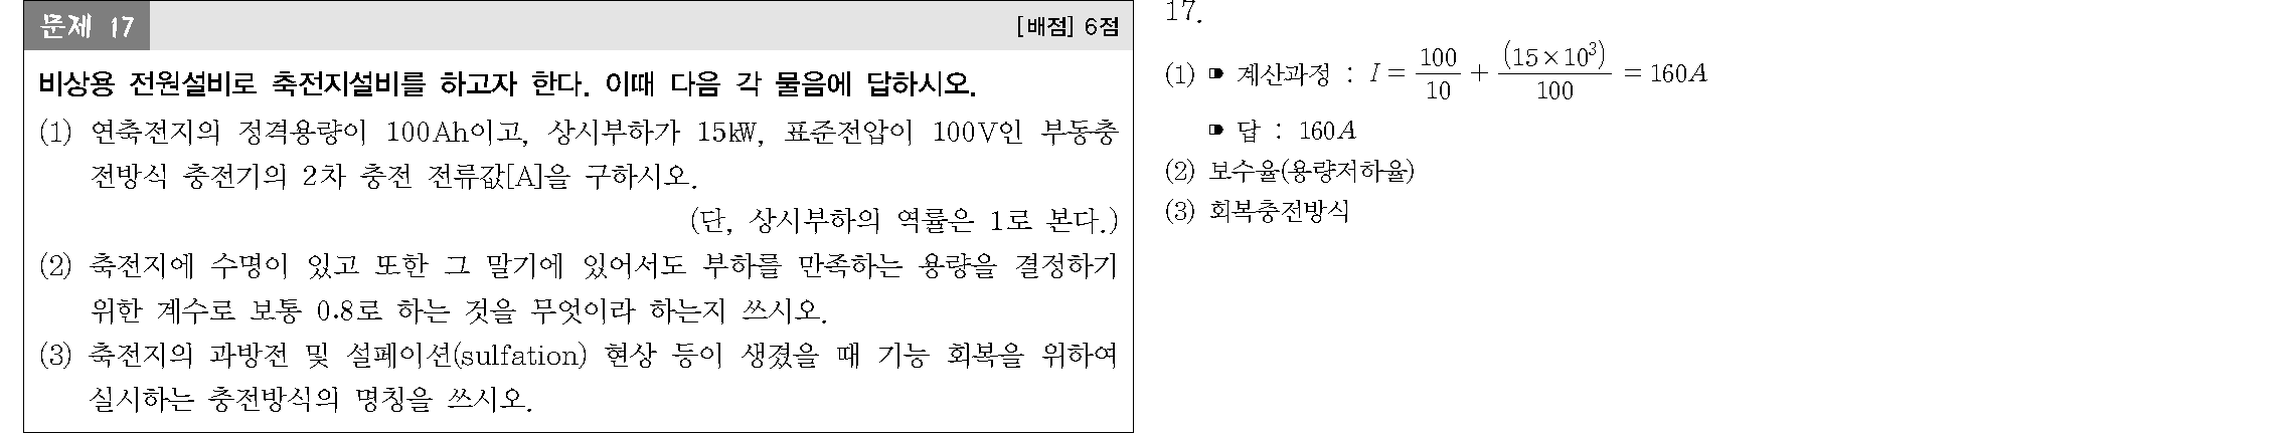 문제 17
[배점] 6점
비상용 전원설비로 축전지설비를 하고자 한다. 이때 다음 각 물음에 답하시오.
(1) 연축전지의 정격용량이 100Ah이고, 상시부하가 15㎾, 표준전압이 100V인 부동충
전방식 충전기의 2차 충전 전류값[A]을 구하시오.
(단, 상시부하의 역률은 1로 본다.)
(2) 축전지에 수명이 있고 또한 그 말기에 있어서도 부하를 만족하는 용량을 결정하기
위한 계수로 보통 0.8로 하는 것을 무엇이라 하는지 쓰시오.
(3) 축전지의 과방전 및 설페이션(sulfation) 현상 등이 생겼을 때 기능 회복을 위하여
실시하는 충전방식의 명칭을 쓰시오.
17.
(1) ➠ 계산과정 : I = 100/10 + (15×10³)/100 = 160A
➠ 답 : 160A
(2) 보수율(용량저하율)
(3) 회복충전방식